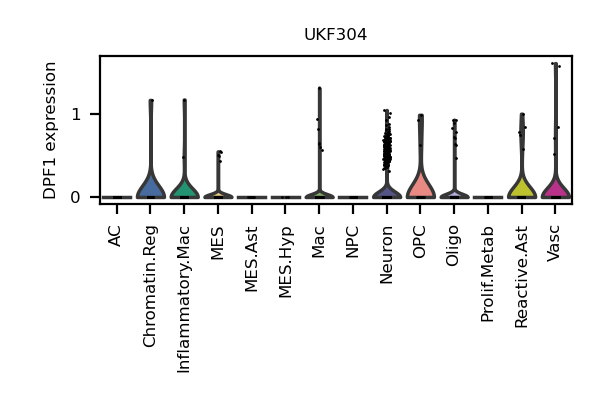 UKF304
DPF1 expression
1
0
AC
Chromatin.Reg
Inflammatory.Mac
MES
MES.Ast
MES.Hyp
Mac
NPC
Neuron
OPC
Oligo
Prolif.Metab
Reactive.Ast
Vasc